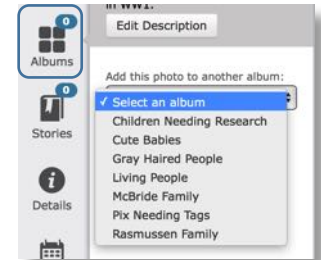 in WW1.
Edit Description
0
Albums
0
Stories
Details
Add this photo to another album:
✓ Select an album
Children Needing Research
Cute Babies
Gray Haired People
Living People
McBride Family
Pix Needing Tags
Rasmussen Family